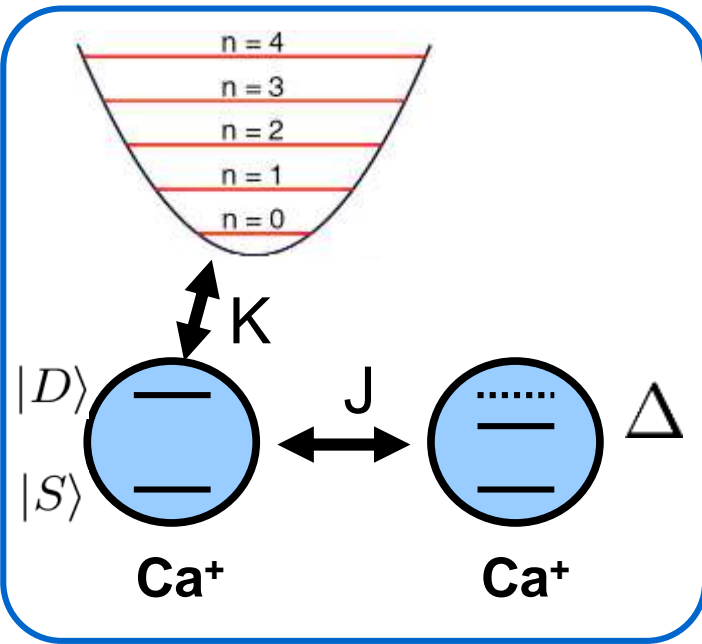 n = 4
n = 3
n = 2
n = 1
n = 0
K
|D⟩
J
Δ
|S⟩
Ca⁺
Ca⁺